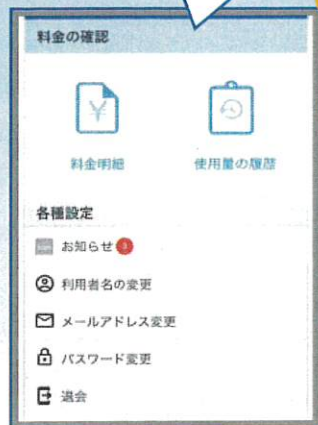 料金の確認
料金明細 使用量の履歴
各種設定
お知らせ 3
利用者名の変更
メールアドレス変更
パスワード変更
退会